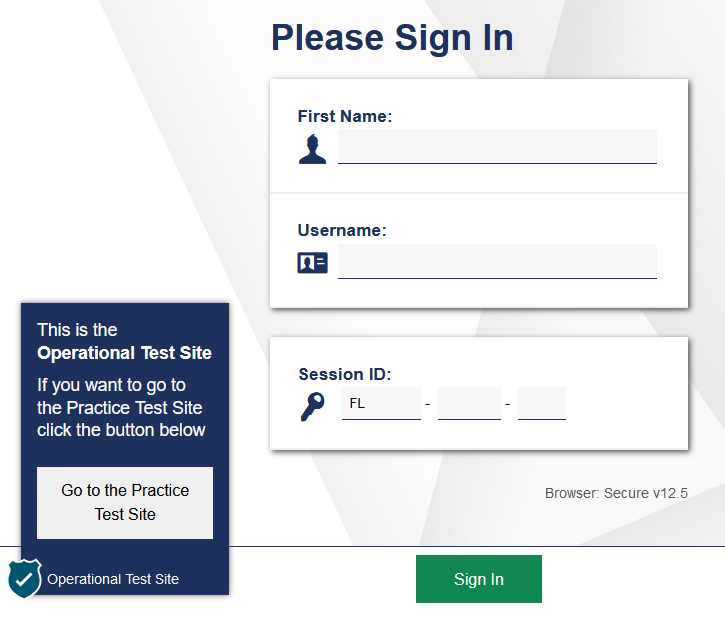 Please Sign In
First Name:
Username:
This is the
Operational Test Site
If you want to go to
the Practice Test Site
click the button below
Go to the Practice
Test Site
Operational Test Site
Session ID:
FL - -
Browser: Secure v12.5
Sign In